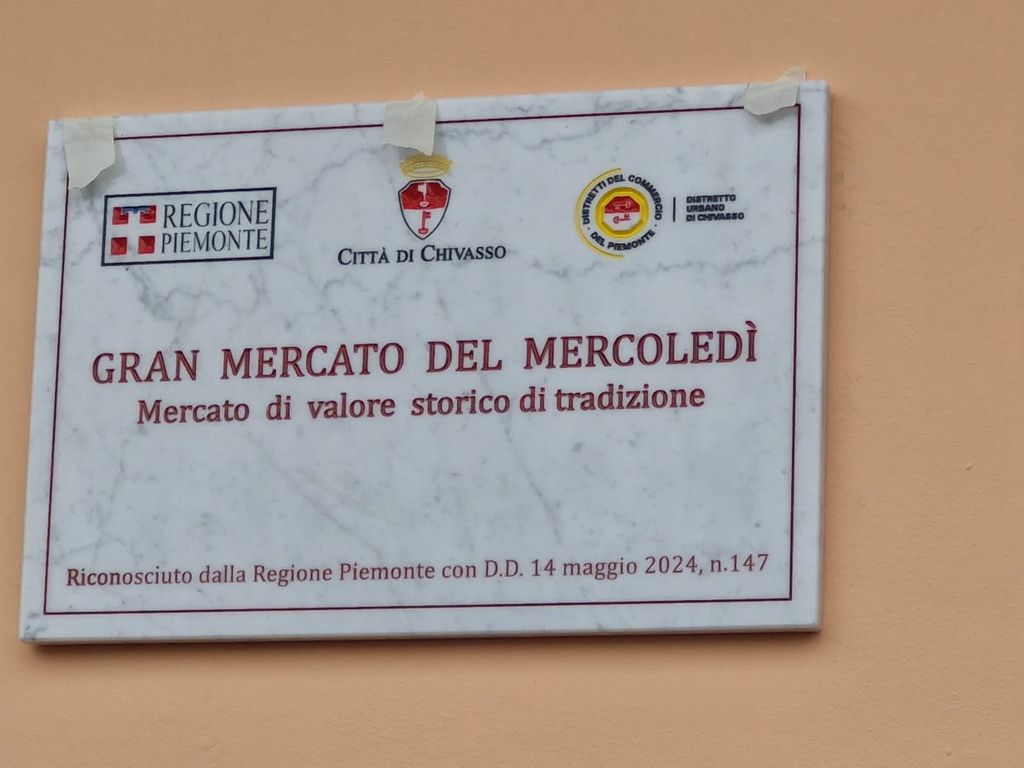 REGIONE
PIEMONTE
CITTÀ DI CHIVASSO
DISTRETTI DEL COMMERCIO
DEL PIEMONTE
DISTRETTO
URBANO
DI CHIVASSO
GRAN MERCATO DEL MERCOLEDÌ
Mercato di valore storico di tradizione
Riconosciuto dalla Regione Piemonte con D.D. 14 maggio 2024, n.147